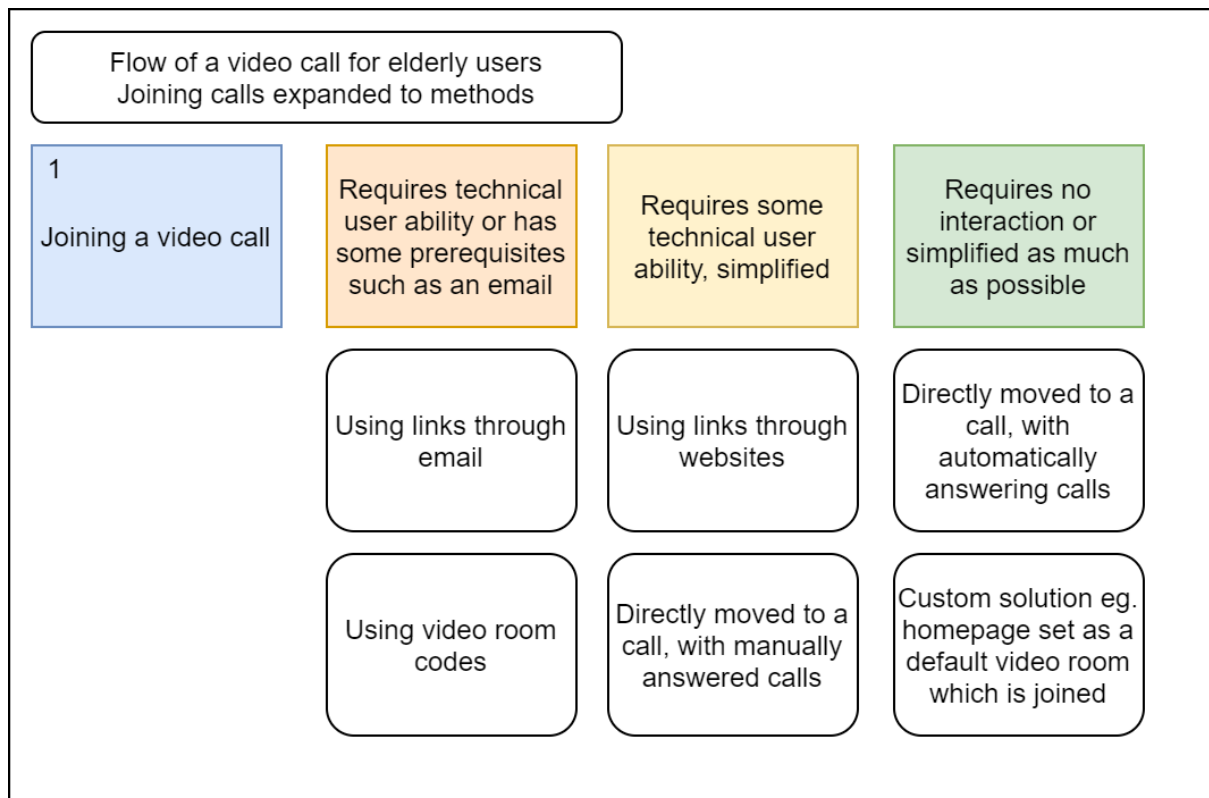 Flow of a video call for elderly users
Joining calls expanded to methods
1
Joining a video call
Requires technical
user ability or has
some prerequisites
such as an email
Requires some
technical user
ability, simplified
Requires no
interaction or
simplified as much
as possible
Using links through
email
Using links through
websites
Directly moved to a
call, with
automatically
answering calls
Using video room
codes
Directly moved to a
call, with manually
answered calls
Custom solution eg.
homepage set as a
default video room
which is joined